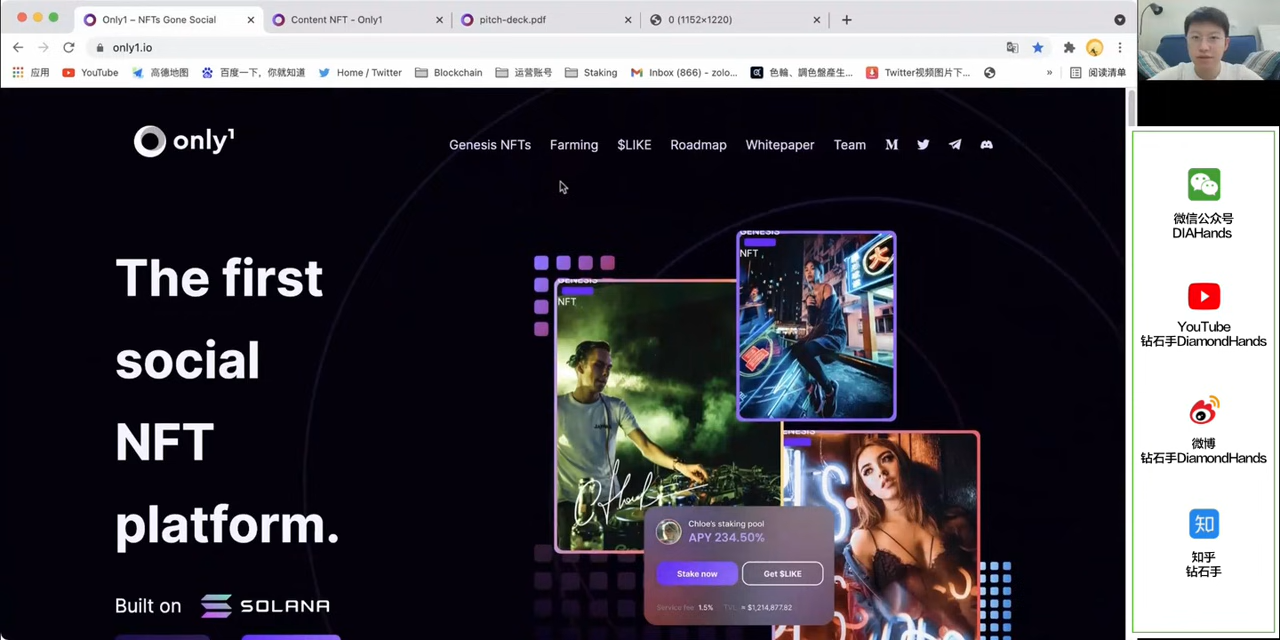 Only1 – NFTs Gone Social
Content NFT - Only1
pitch-deck.pdf
0 (1152×1220)
only1.io
应用
YouTube
高德地图
百度一下，你就知道
Home / Twitter
Blockchain
运营账号
Staking
Inbox (866) - zolo...
色輪、調色盤產生...
Twitter视频图片下...
»
阅读清单
only1
Genesis NFTs
Farming
$LIKE
Roadmap
Whitepaper
Team
The first
social
NFT
platform.
Built on
SOLANA
GENESIS
NFT
GENESIS
NFT
GENESIS
大
Chloe's staking pool
APY 234.50%
Stake now
Get $LIKE
Service fee 1.5%
TVL ≈ $1,214,877.82
微信公众号
DIAHands
YouTube
钻石手DiamondHands
微博
钻石手DiamondHands
知
知乎
钻石手